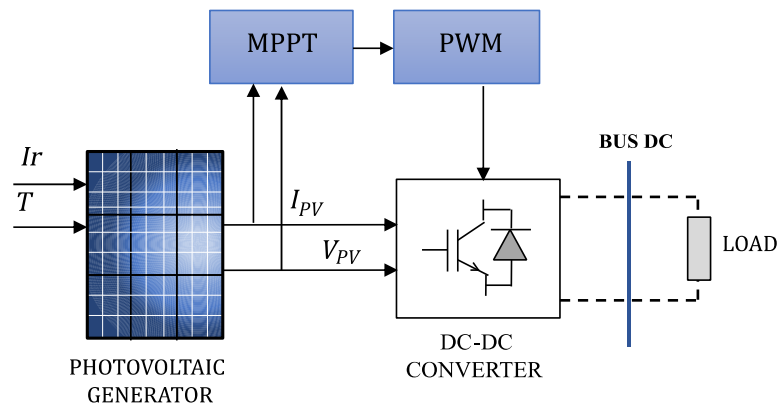 MPPT
PWM
Ir
T
I_PV
V_PV
BUS DC
LOAD
PHOTOVOLTAIC
GENERATOR
DC-DC
CONVERTER